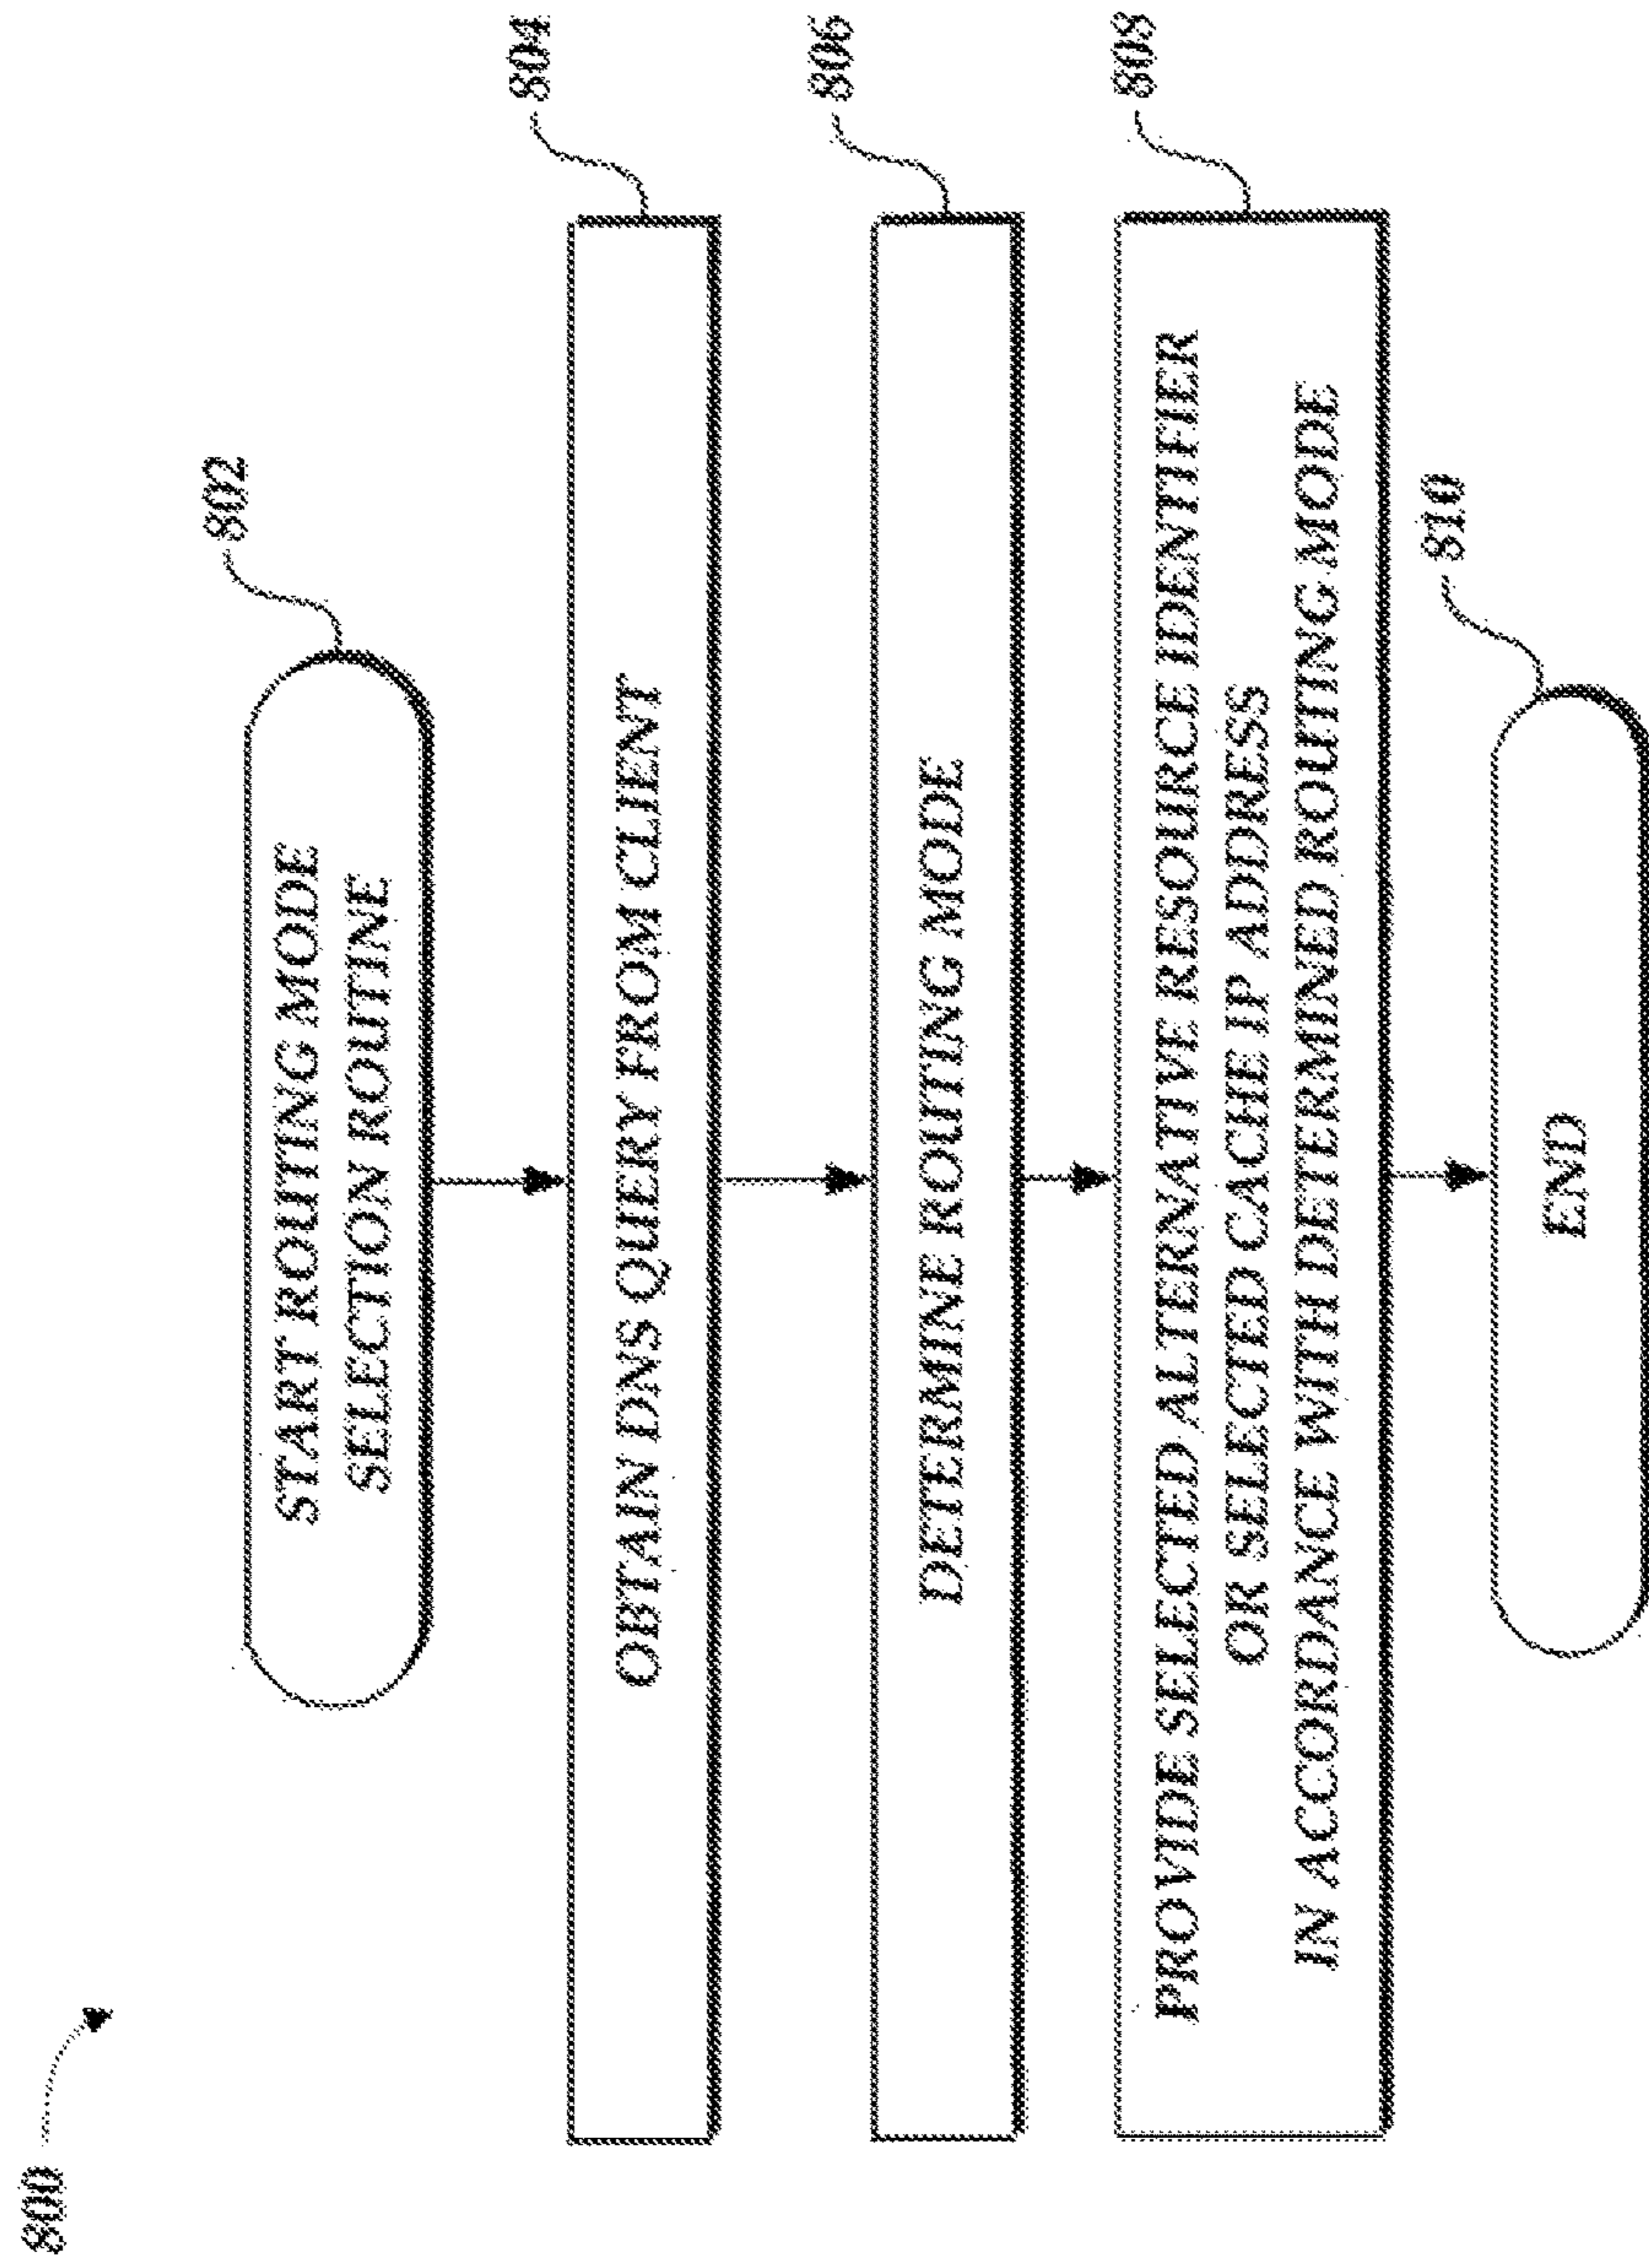 800
802
START ROUTING MODE
SELECTION ROUTINE
804
OBTAIN DNS QUERY FROM CLIENT
806
DETERMINE ROUTING MODE
808
PROVIDE SELECTED ALTERNATIVE RESOURCE IDENTIFIER
OR SELECTED CACHE IP ADDRESS
IN ACCORDANCE WITH DETERMINED ROUTING MODE
810
END